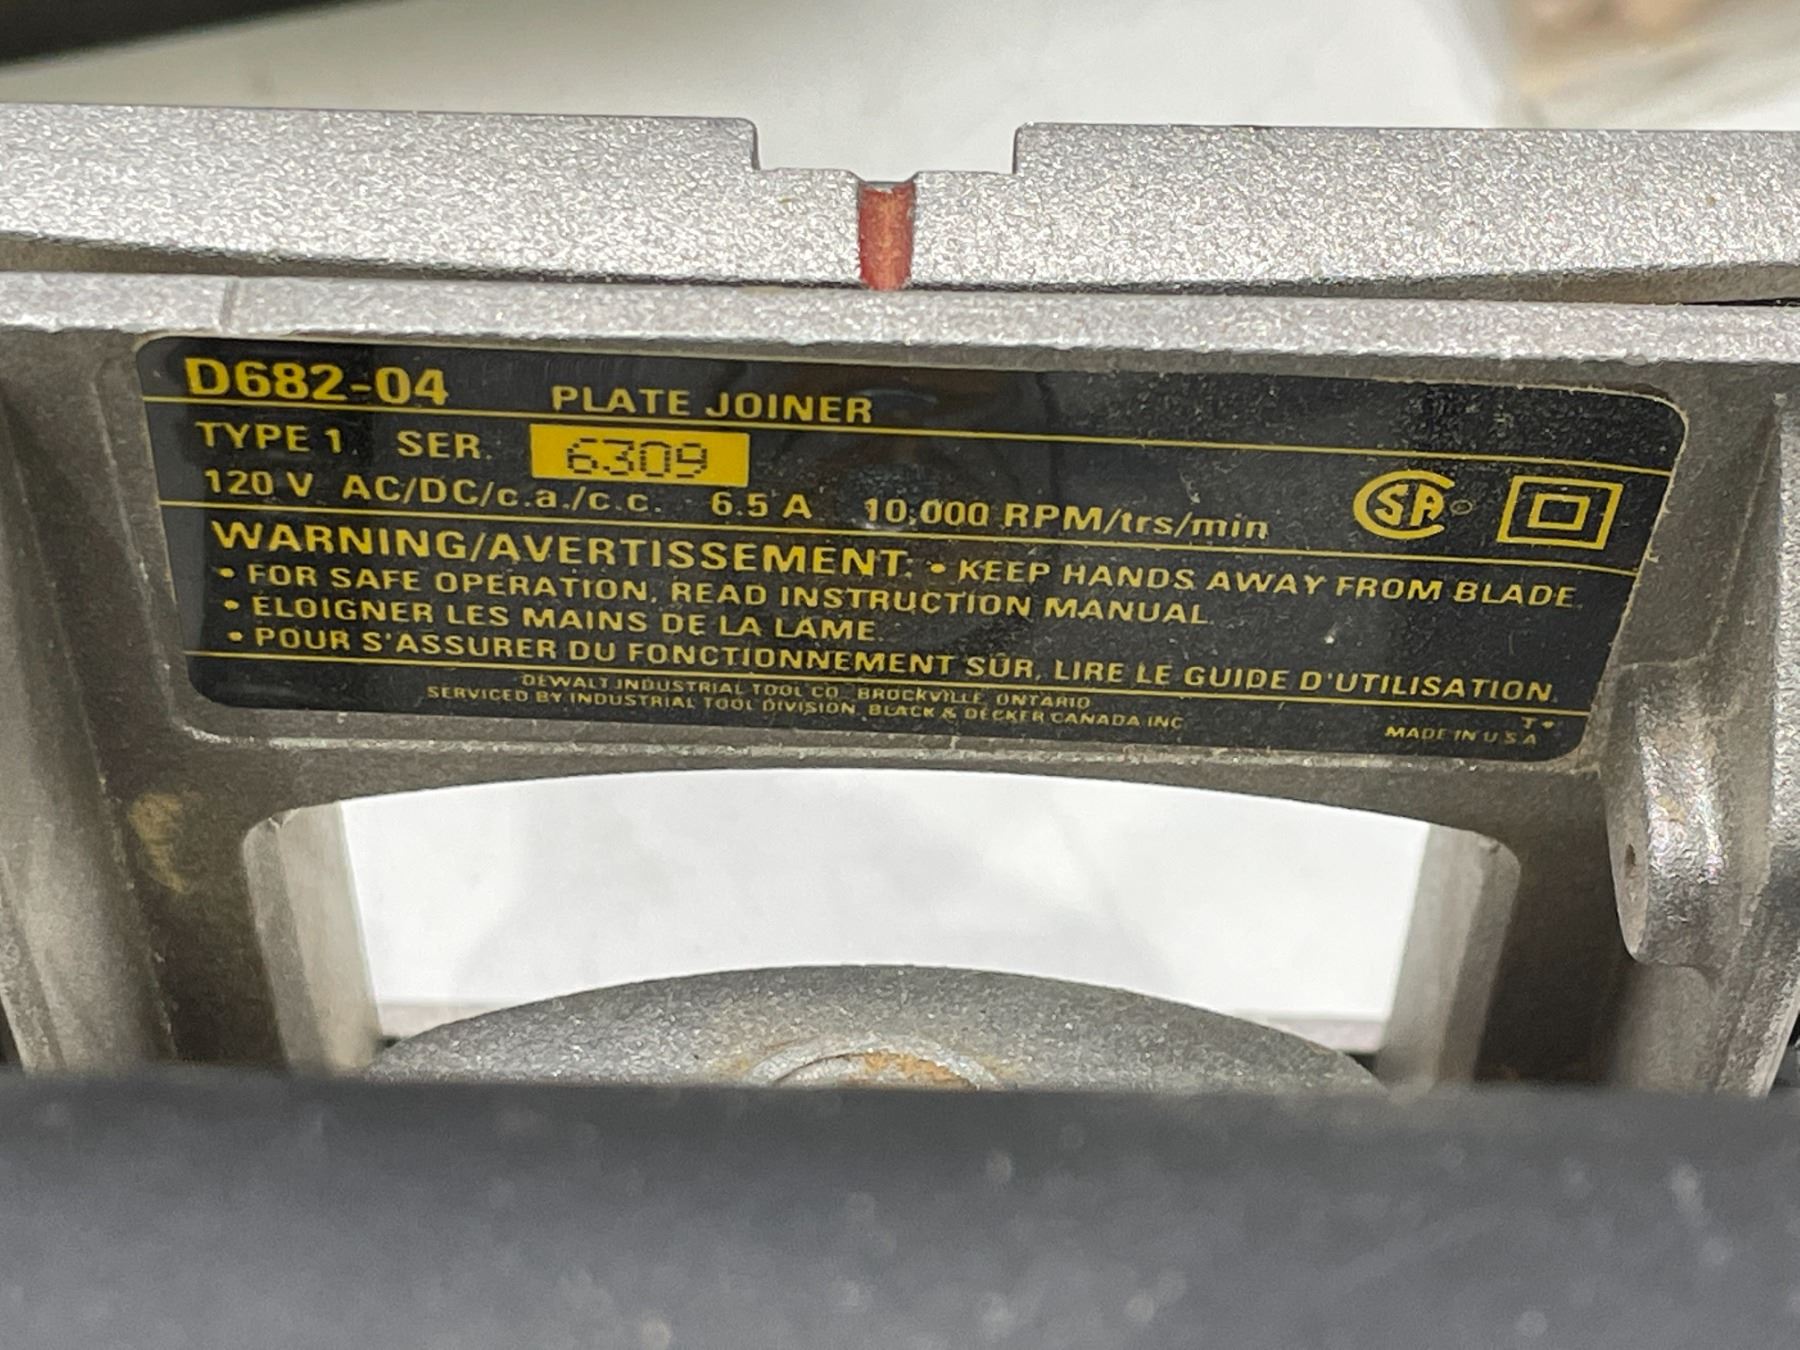 D682-04 PLATE JOINER
TYPE 1 SER. 6309
120 V AC/DC/c.a./c.c. 6.5 A 10,000 RPM/trs/min CSA ®
WARNING/AVERTISSEMENT: • KEEP HANDS AWAY FROM BLADE.
• FOR SAFE OPERATION, READ INSTRUCTION MANUAL.
• ELOIGNER LES MAINS DE LA LAME.
• POUR S'ASSURER DU FONCTIONNEMENT SÛR, LIRE LE GUIDE D'UTILISATION.
DEWALT INDUSTRIAL TOOL CO. BROCKVILLE, ONTARIO
SERVICED BY INDUSTRIAL TOOL DIVISION, BLACK & DECKER CANADA INC
MADE IN U.S.A